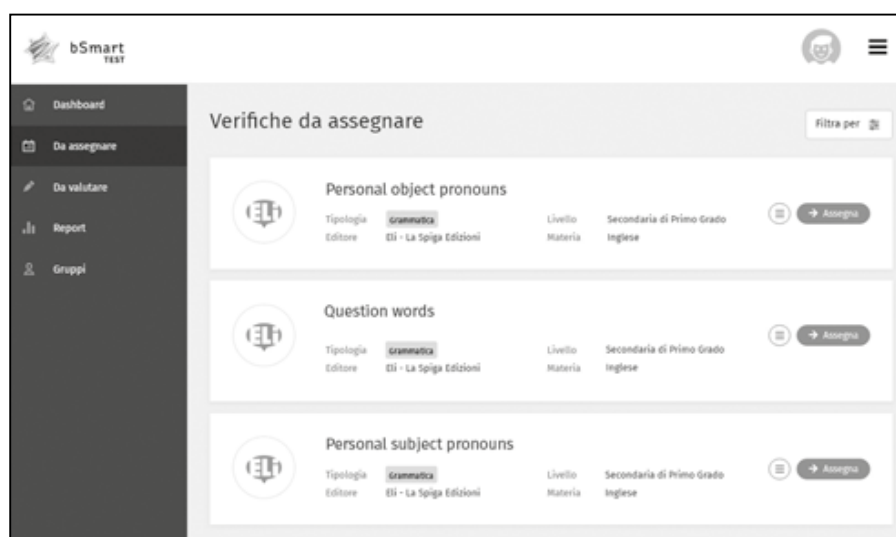 bSmart
TEST
Dashboard
Da assegnare
Da valutare
Report
Gruppi
Verifiche da assegnare
Filtra per
Personal object pronouns
Tipologia Grammatica Livello Secondaria di Primo Grado
Editore Eli - La Spiga Edizioni Materia Inglese
Assegna
Question words
Tipologia Grammatica Livello Secondaria di Primo Grado
Editore Eli - La Spiga Edizioni Materia Inglese
Assegna
Personal subject pronouns
Tipologia Grammatica Livello Secondaria di Primo Grado
Editore Eli - La Spiga Edizioni Materia Inglese
Assegna